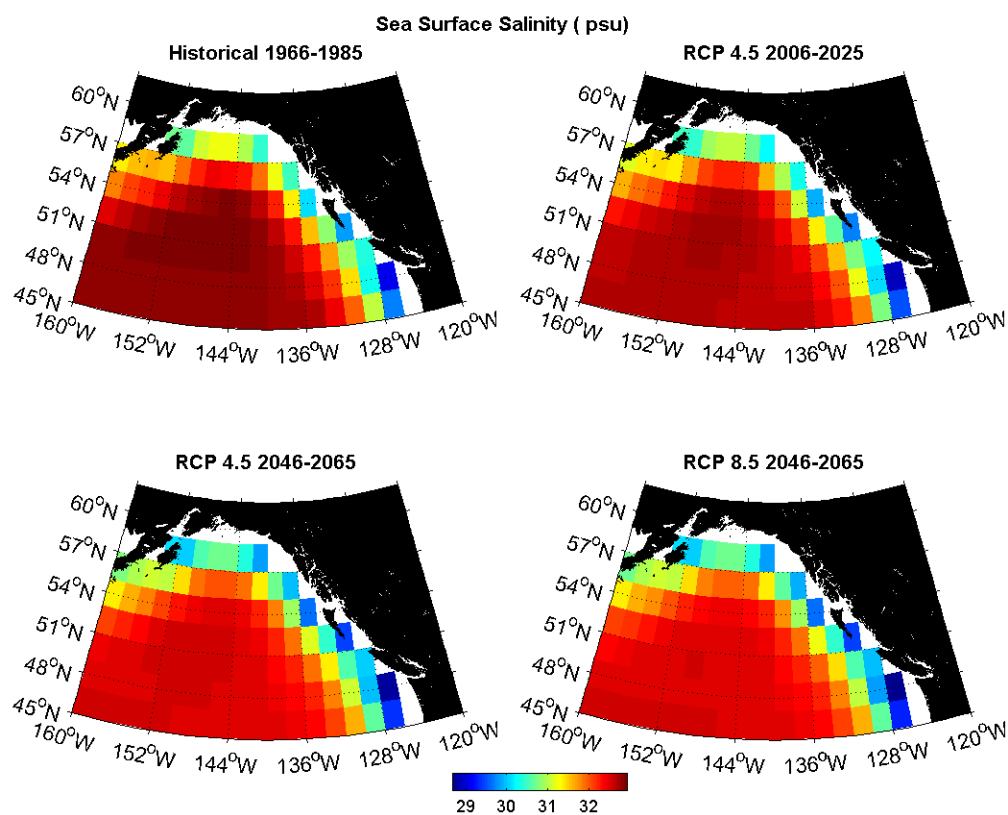 Sea Surface Salinity ( psu)
Historical 1966-1985
RCP 4.5 2006-2025
60°N
57°N
54°N
51°N
48°N
45°N
160°W
152°W
144°W
136°W
128°W
120°W
60°N
57°N
54°N
51°N
48°N
45°N
160°W
152°W
144°W
136°W
128°W
120°W
RCP 4.5 2046-2065
RCP 8.5 2046-2065
60°N
57°N
54°N
51°N
48°N
45°N
160°W
152°W
144°W
136°W
128°W
120°W
60°N
57°N
54°N
51°N
48°N
45°N
160°W
152°W
144°W
136°W
128°W
120°W
29 30 31 32